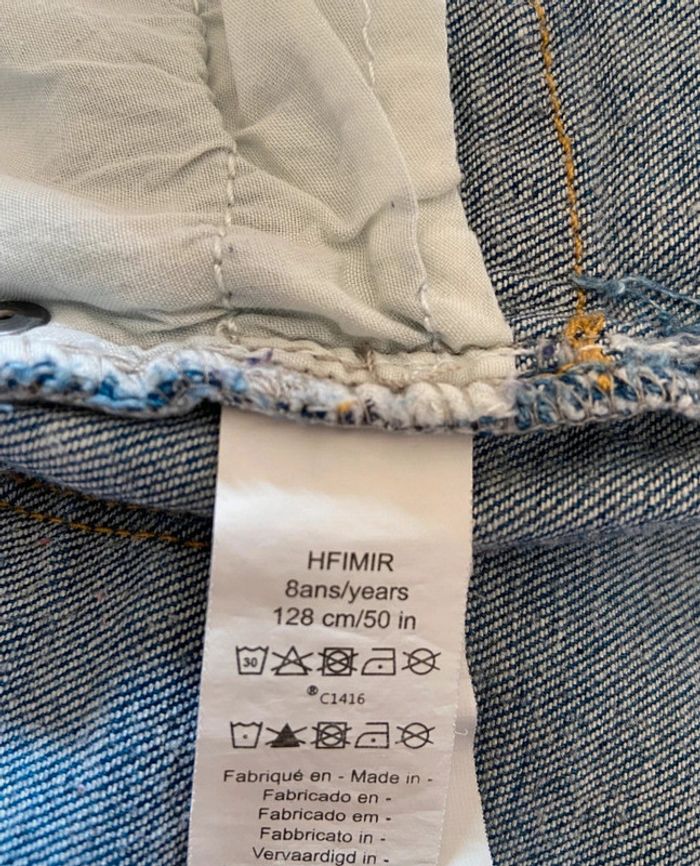 HFIMIR
8ans/years
128 cm/50 in
30
®C1416
Fabriqué en - Made in -
Fabricado en -
Fabricado em -
Fabbricato in -
Vervaardigd in -